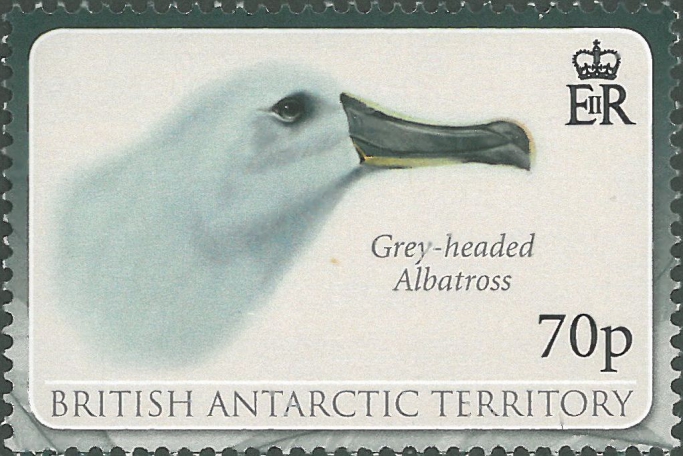 EIIR
Grey-headed
Albatross
70p
BRITISH ANTARCTIC TERRITORY